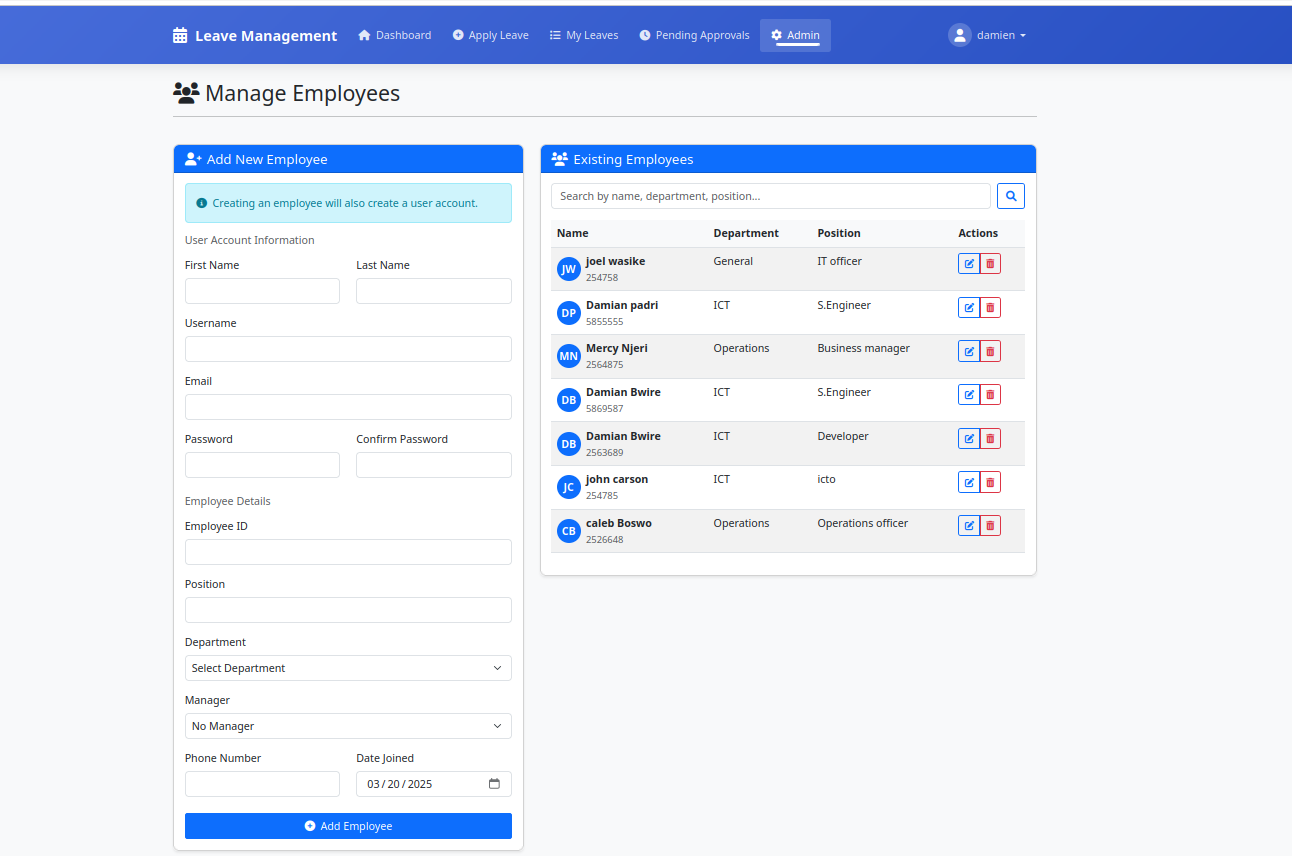 Leave Management Dashboard Apply Leave My Leaves Pending Approvals Admin damien
Manage Employees
Add New Employee
Creating an employee will also create a user account.
User Account Information
First Name Last Name
Username
Email
Password Confirm Password
Employee Details
Employee ID
Position
Department
Select Department
Manager
No Manager
Phone Number Date Joined
03/20/2025
Add Employee
Existing Employees
Search by name, department, position...
Name Department Position Actions
JW joel wasike General IT officer
254758
DP Damian padri ICT S.Engineer
5855555
MN Mercy Njeri Operations Business manager
2564875
DB Damian Bwire ICT S.Engineer
5869587
DB Damian Bwire ICT Developer
2563689
JC john carson ICT icto
254785
CB caleb Boswo Operations Operations officer
2526648